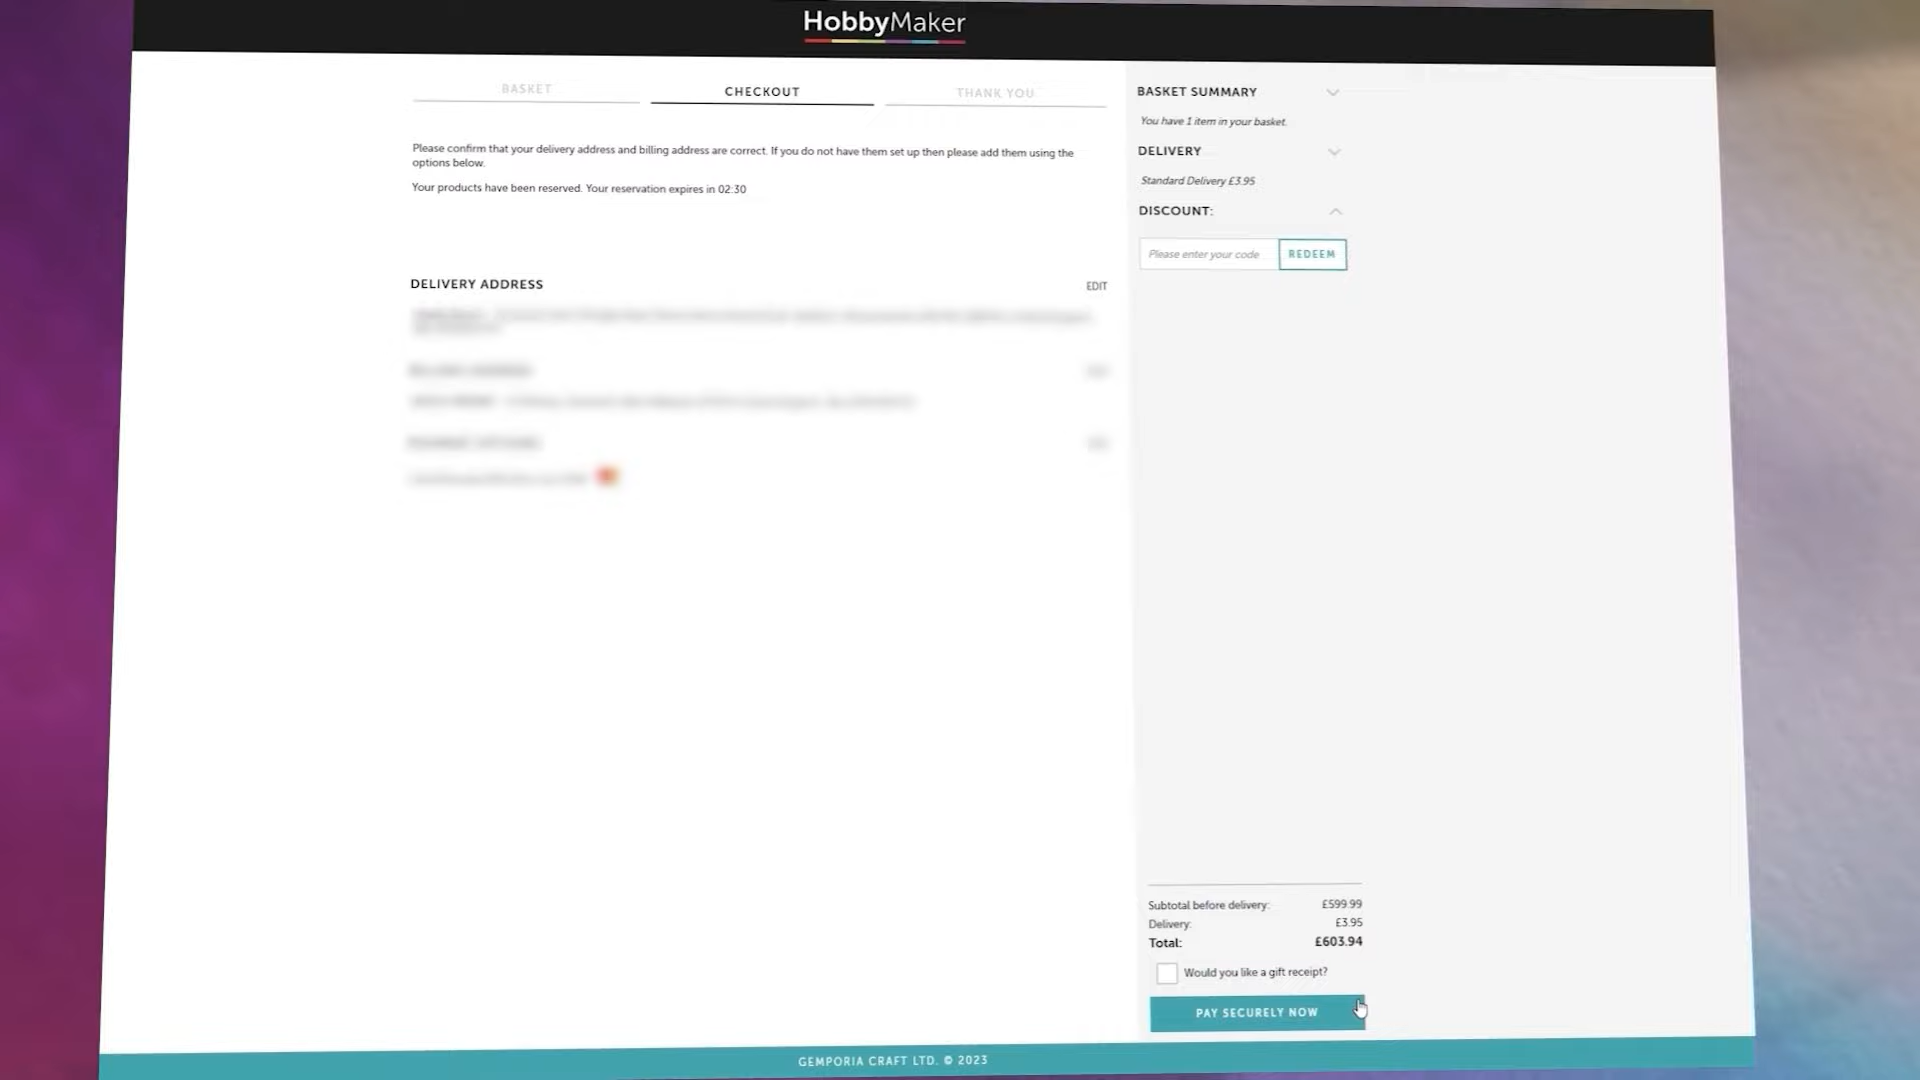 HobbyMaker
BASKET
CHECKOUT
THANK YOU
Please confirm that your delivery address and billing address are correct. If you do not have them set up then please add them using the
options below.
Your products have been reserved. Your reservation expires in 02:30
DELIVERY ADDRESS
EDIT
BASKET SUMMARY
You have 1 item in your basket.
DELIVERY
Standard Delivery £3.95
DISCOUNT:
Please enter your code
REDEEM
Subtotal before delivery: £599.99
Delivery: £3.95
Total: £603.94
Would you like a gift receipt?
PAY SECURELY NOW
GEMPORIA CRAFT LTD. © 2023